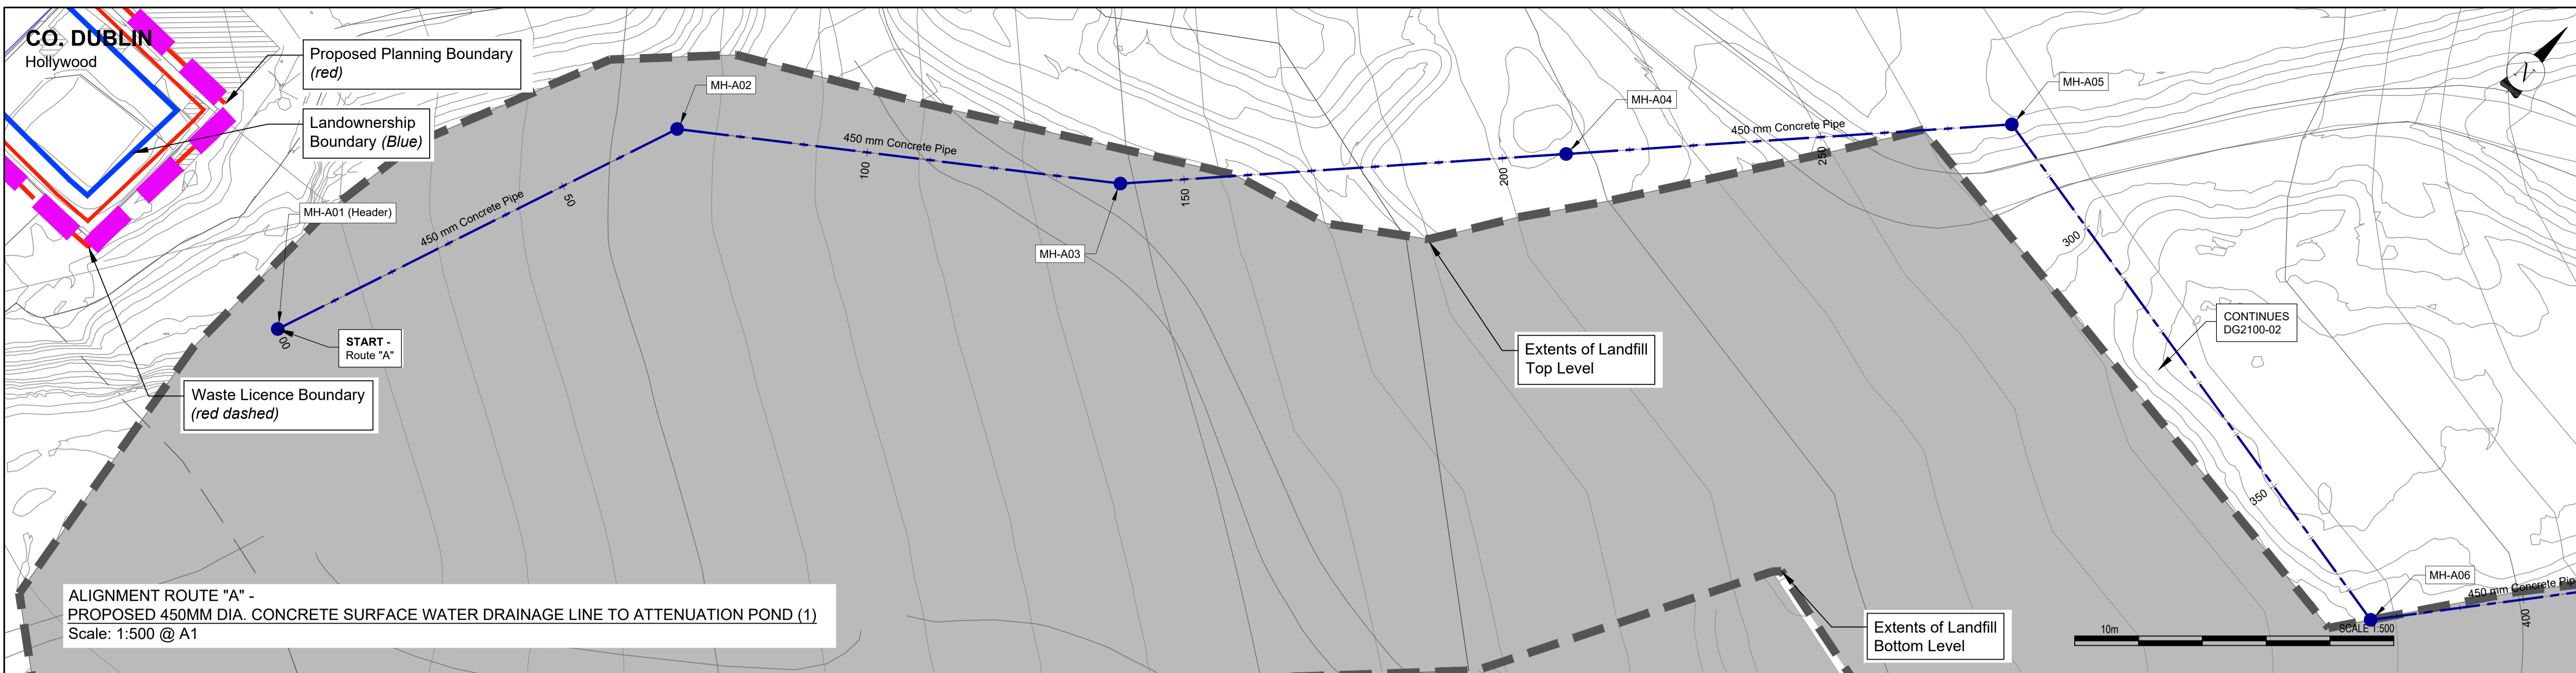 CO. DUBLIN
Hollywood
Proposed Planning Boundary
(red)
Landownership
Boundary (Blue)
MH-A01 (Header)
START -
Route "A"
00
Waste Licence Boundary
(red dashed)
450 mm Concrete Pipe
50
MH-A02
450 mm Concrete Pipe
100
MH-A03
150
200
MH-A04
450 mm Concrete Pipe
250
MH-A05
N
300
CONTINUES
DG2100-02
350
Extents of Landfill
Top Level
MH-A06
450 mm Concrete
400
Extents of Landfill
Bottom Level
10m
SCALE 1:500
ALIGNMENT ROUTE "A" -
PROPOSED 450MM DIA. CONCRETE SURFACE WATER DRAINAGE LINE TO ATTENUATION POND (1)
Scale: 1:500 @ A1